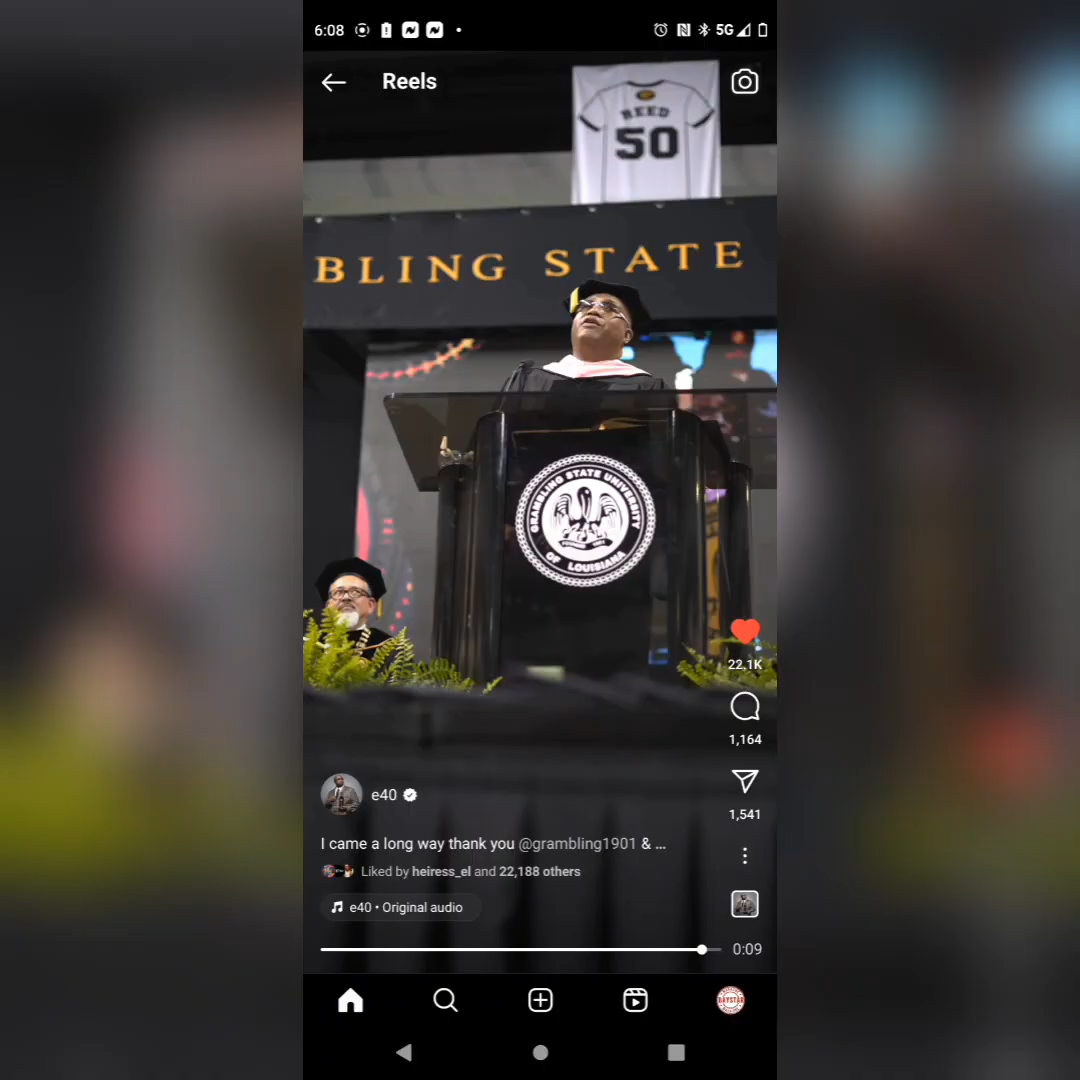 6:08
5G
Reels
REED
50
BLING STATE
GRAMBLING STATE UNIVERSITY
OF LOUISIANA
22.1K
1,164
1,541
e40
I came a long way thank you @grambling1901 & ...
Liked by heiress_el and 22,188 others
e40 • Original audio
0:09
DAYSTAR